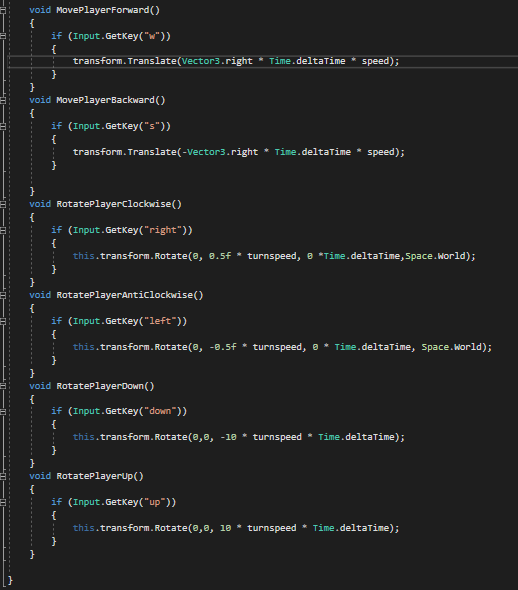 void MovePlayerForward()
{
if (Input.GetKey("w"))
{
transform.Translate(Vector3.right * Time.deltaTime * speed);
}
}
void MovePlayerBackward()
{
if (Input.GetKey("s"))
{
transform.Translate(-Vector3.right * Time.deltaTime * speed);
}
}
void RotatePlayerClockwise()
{
if (Input.GetKey("right"))
{
this.transform.Rotate(0, 0.5f * turnspeed, 0 *Time.deltaTime,Space.World);
}
}
void RotatePlayerAntiClockwise()
{
if (Input.GetKey("left"))
{
this.transform.Rotate(0, -0.5f * turnspeed, 0 * Time.deltaTime, Space.World);
}
}
void RotatePlayerDown()
{
if (Input.GetKey("down"))
{
this.transform.Rotate(0,0, -10 * turnspeed * Time.deltaTime);
}
}
void RotatePlayerUp()
{
if (Input.GetKey("up"))
{
this.transform.Rotate(0,0, 10 * turnspeed * Time.deltaTime);
}
}
}